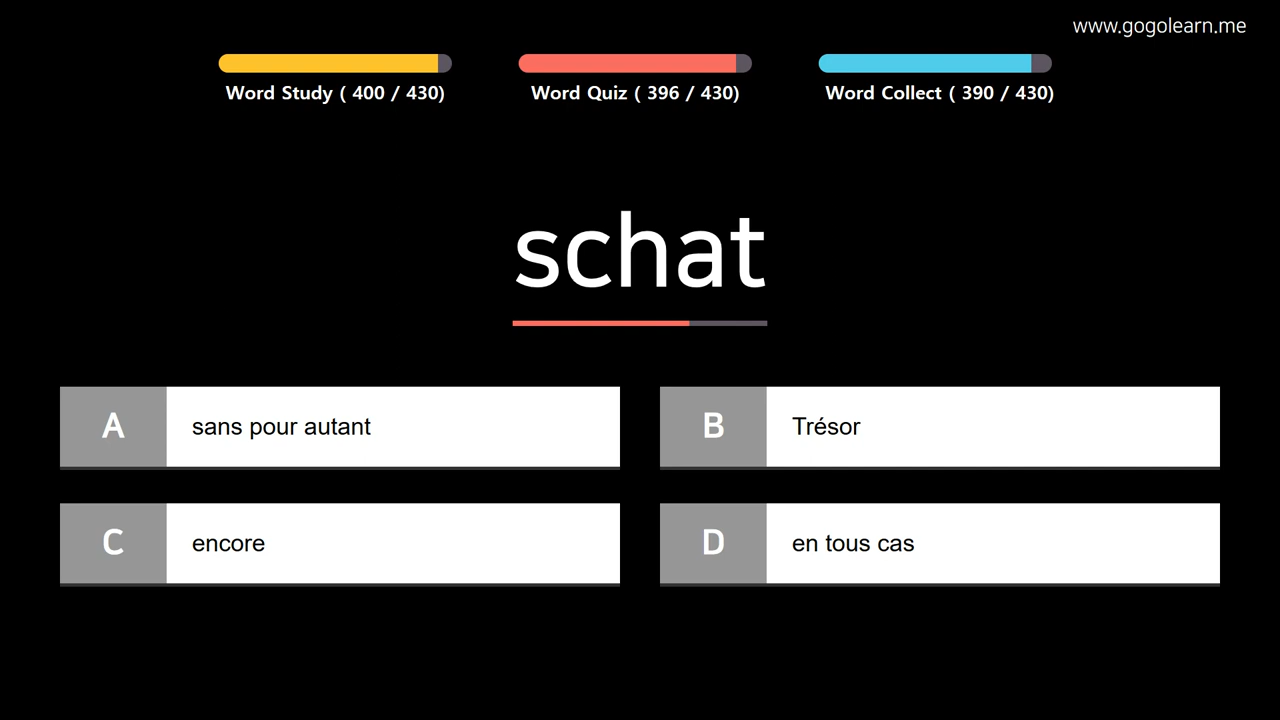 www.gogolearn.me
Word Study ( 400 / 430)
Word Quiz ( 396 / 430)
Word Collect ( 390 / 430)
schat
A sans pour autant
B Trésor
C encore
D en tous cas